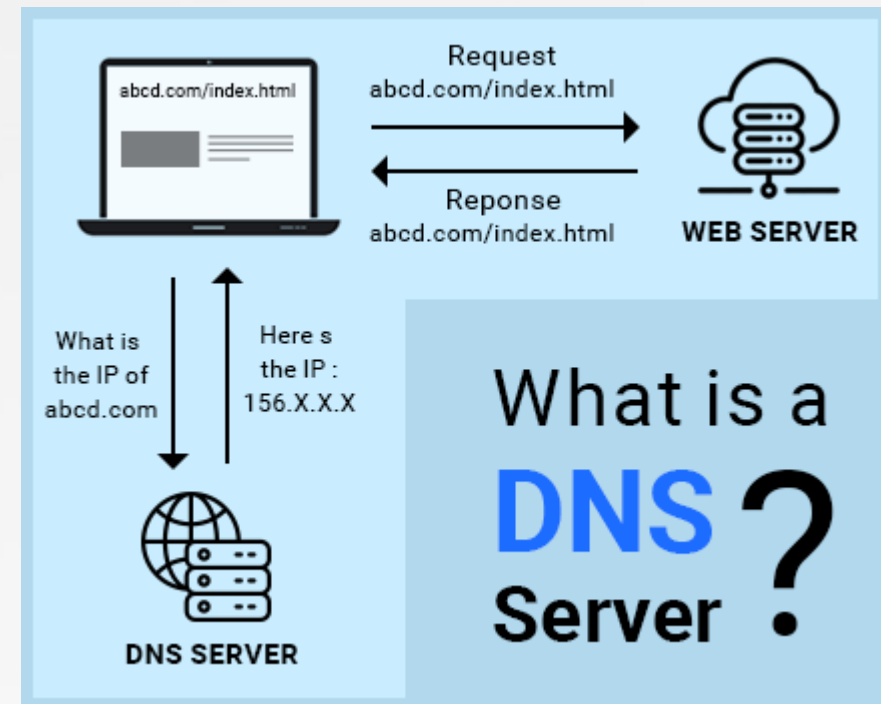 abcd.com/index.html
Request
abcd.com/index.html
Reponse
abcd.com/index.html
WEB SERVER
What is
the IP of
abcd.com
Here s
the IP :
156.X.X.X
DNS SERVER
What is a
DNS
Server ?